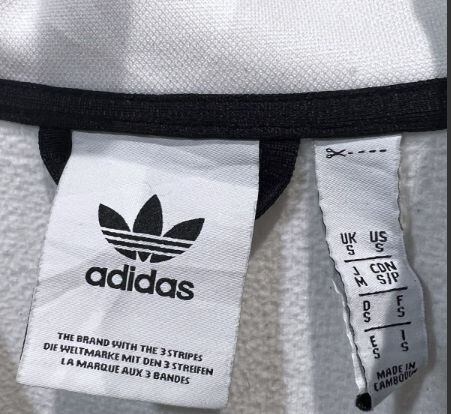 adidas
THE BRAND WITH THE 3 STRIPES
DIE WELTMARKE MIT DEN 3 STREIFEN
LA MARQUE AUX 3 BANDES
UK US
S S
J CDN
M S/P
D F
S S
E I
S S
MADE IN
CAMBODIA